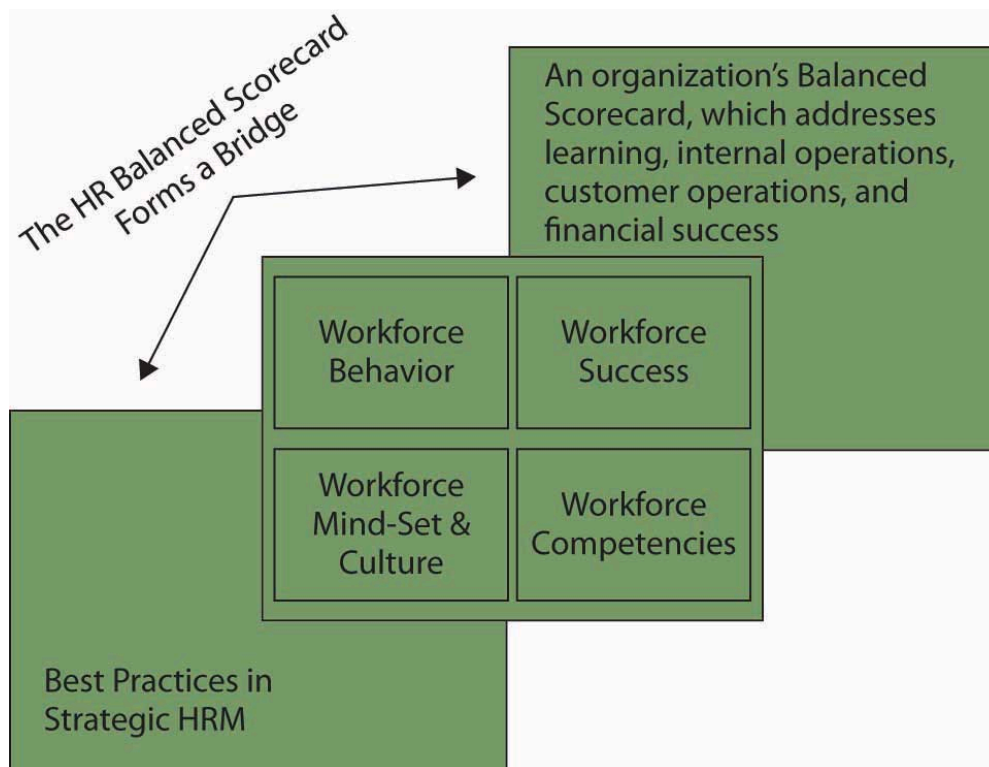 The HR Balanced Scorecard
Forms a Bridge
An organization’s Balanced
Scorecard, which addresses
learning, internal operations,
customer operations, and
financial success
Workforce
Behavior
Workforce
Success
Workforce
Mind-Set &
Culture
Workforce
Competencies
Best Practices in
Strategic HRM